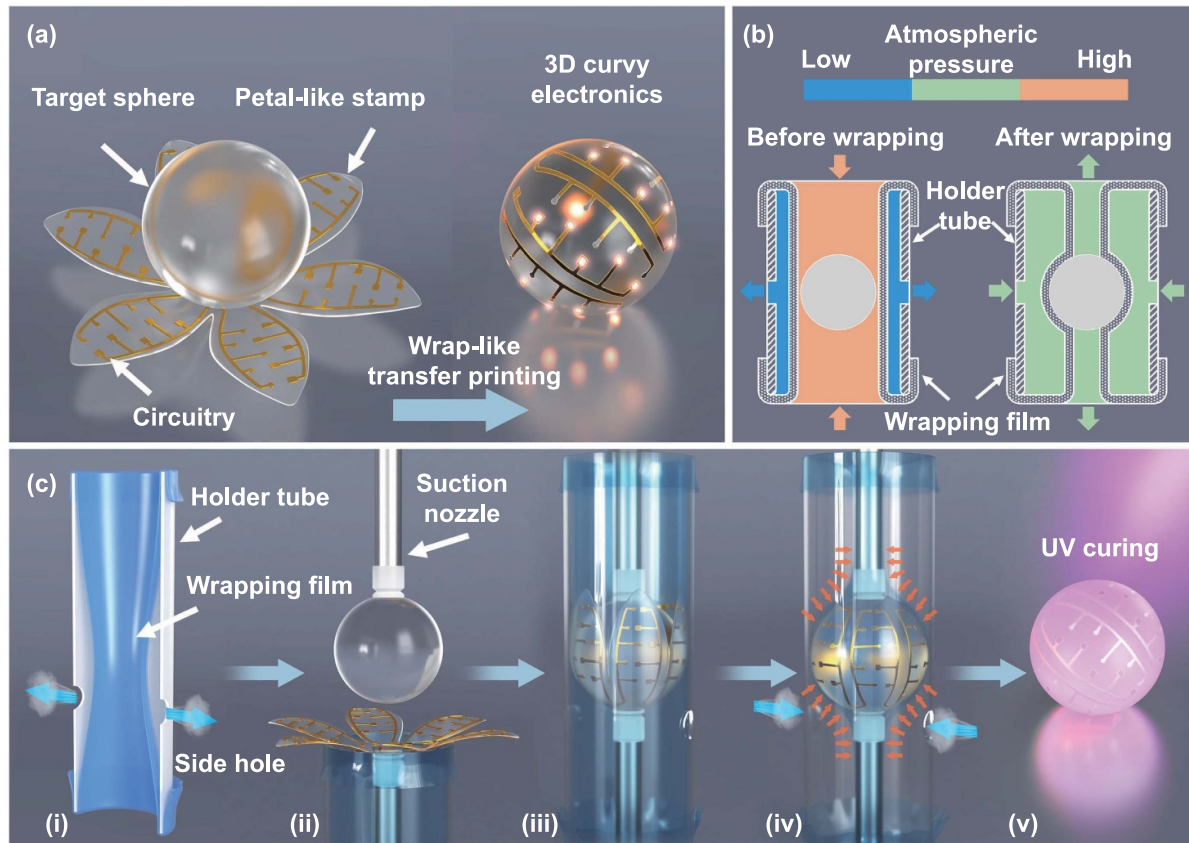 (a)
Target sphere
Petal-like stamp
3D curvy
electronics
Wrap-like
transfer printing
Circuitry
(b)
Atmospheric
pressure
Low
High
Before wrapping
After wrapping
Holder
tube
Wrapping film
(c)
Holder tube
Suction
nozzle
Wrapping film
UV curing
Side hole
(i)
(ii)
(iii)
(iv)
(v)